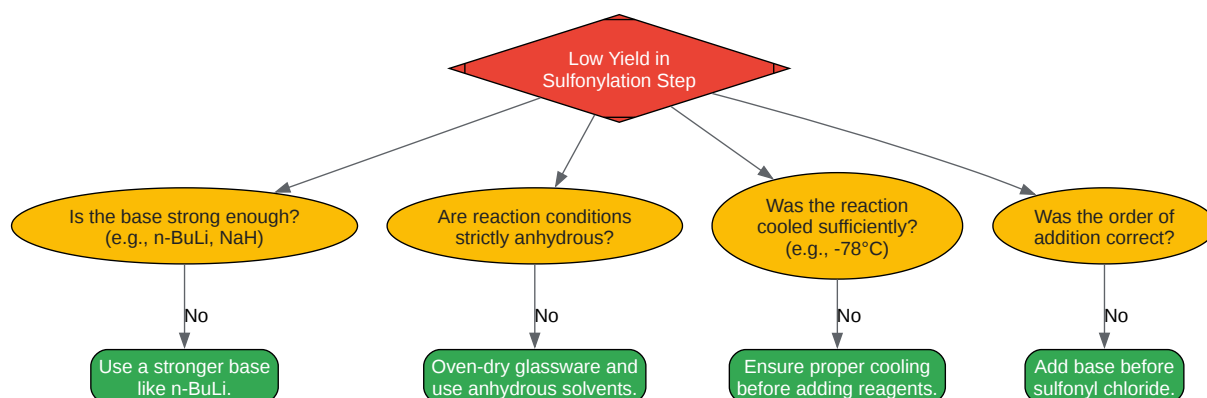 Low Yield in
Sulfonylation Step
Is the base strong enough?
(e.g., n-BuLi, NaH)
Are reaction conditions
strictly anhydrous?
Was the reaction
cooled sufficiently?
(e.g., -78°C)
Was the order of
addition correct?
No
No
No
No
Use a stronger base
like n-BuLi.
Oven-dry glassware and
use anhydrous solvents.
Ensure proper cooling
before adding reagents.
Add base before
sulfonyl chloride.